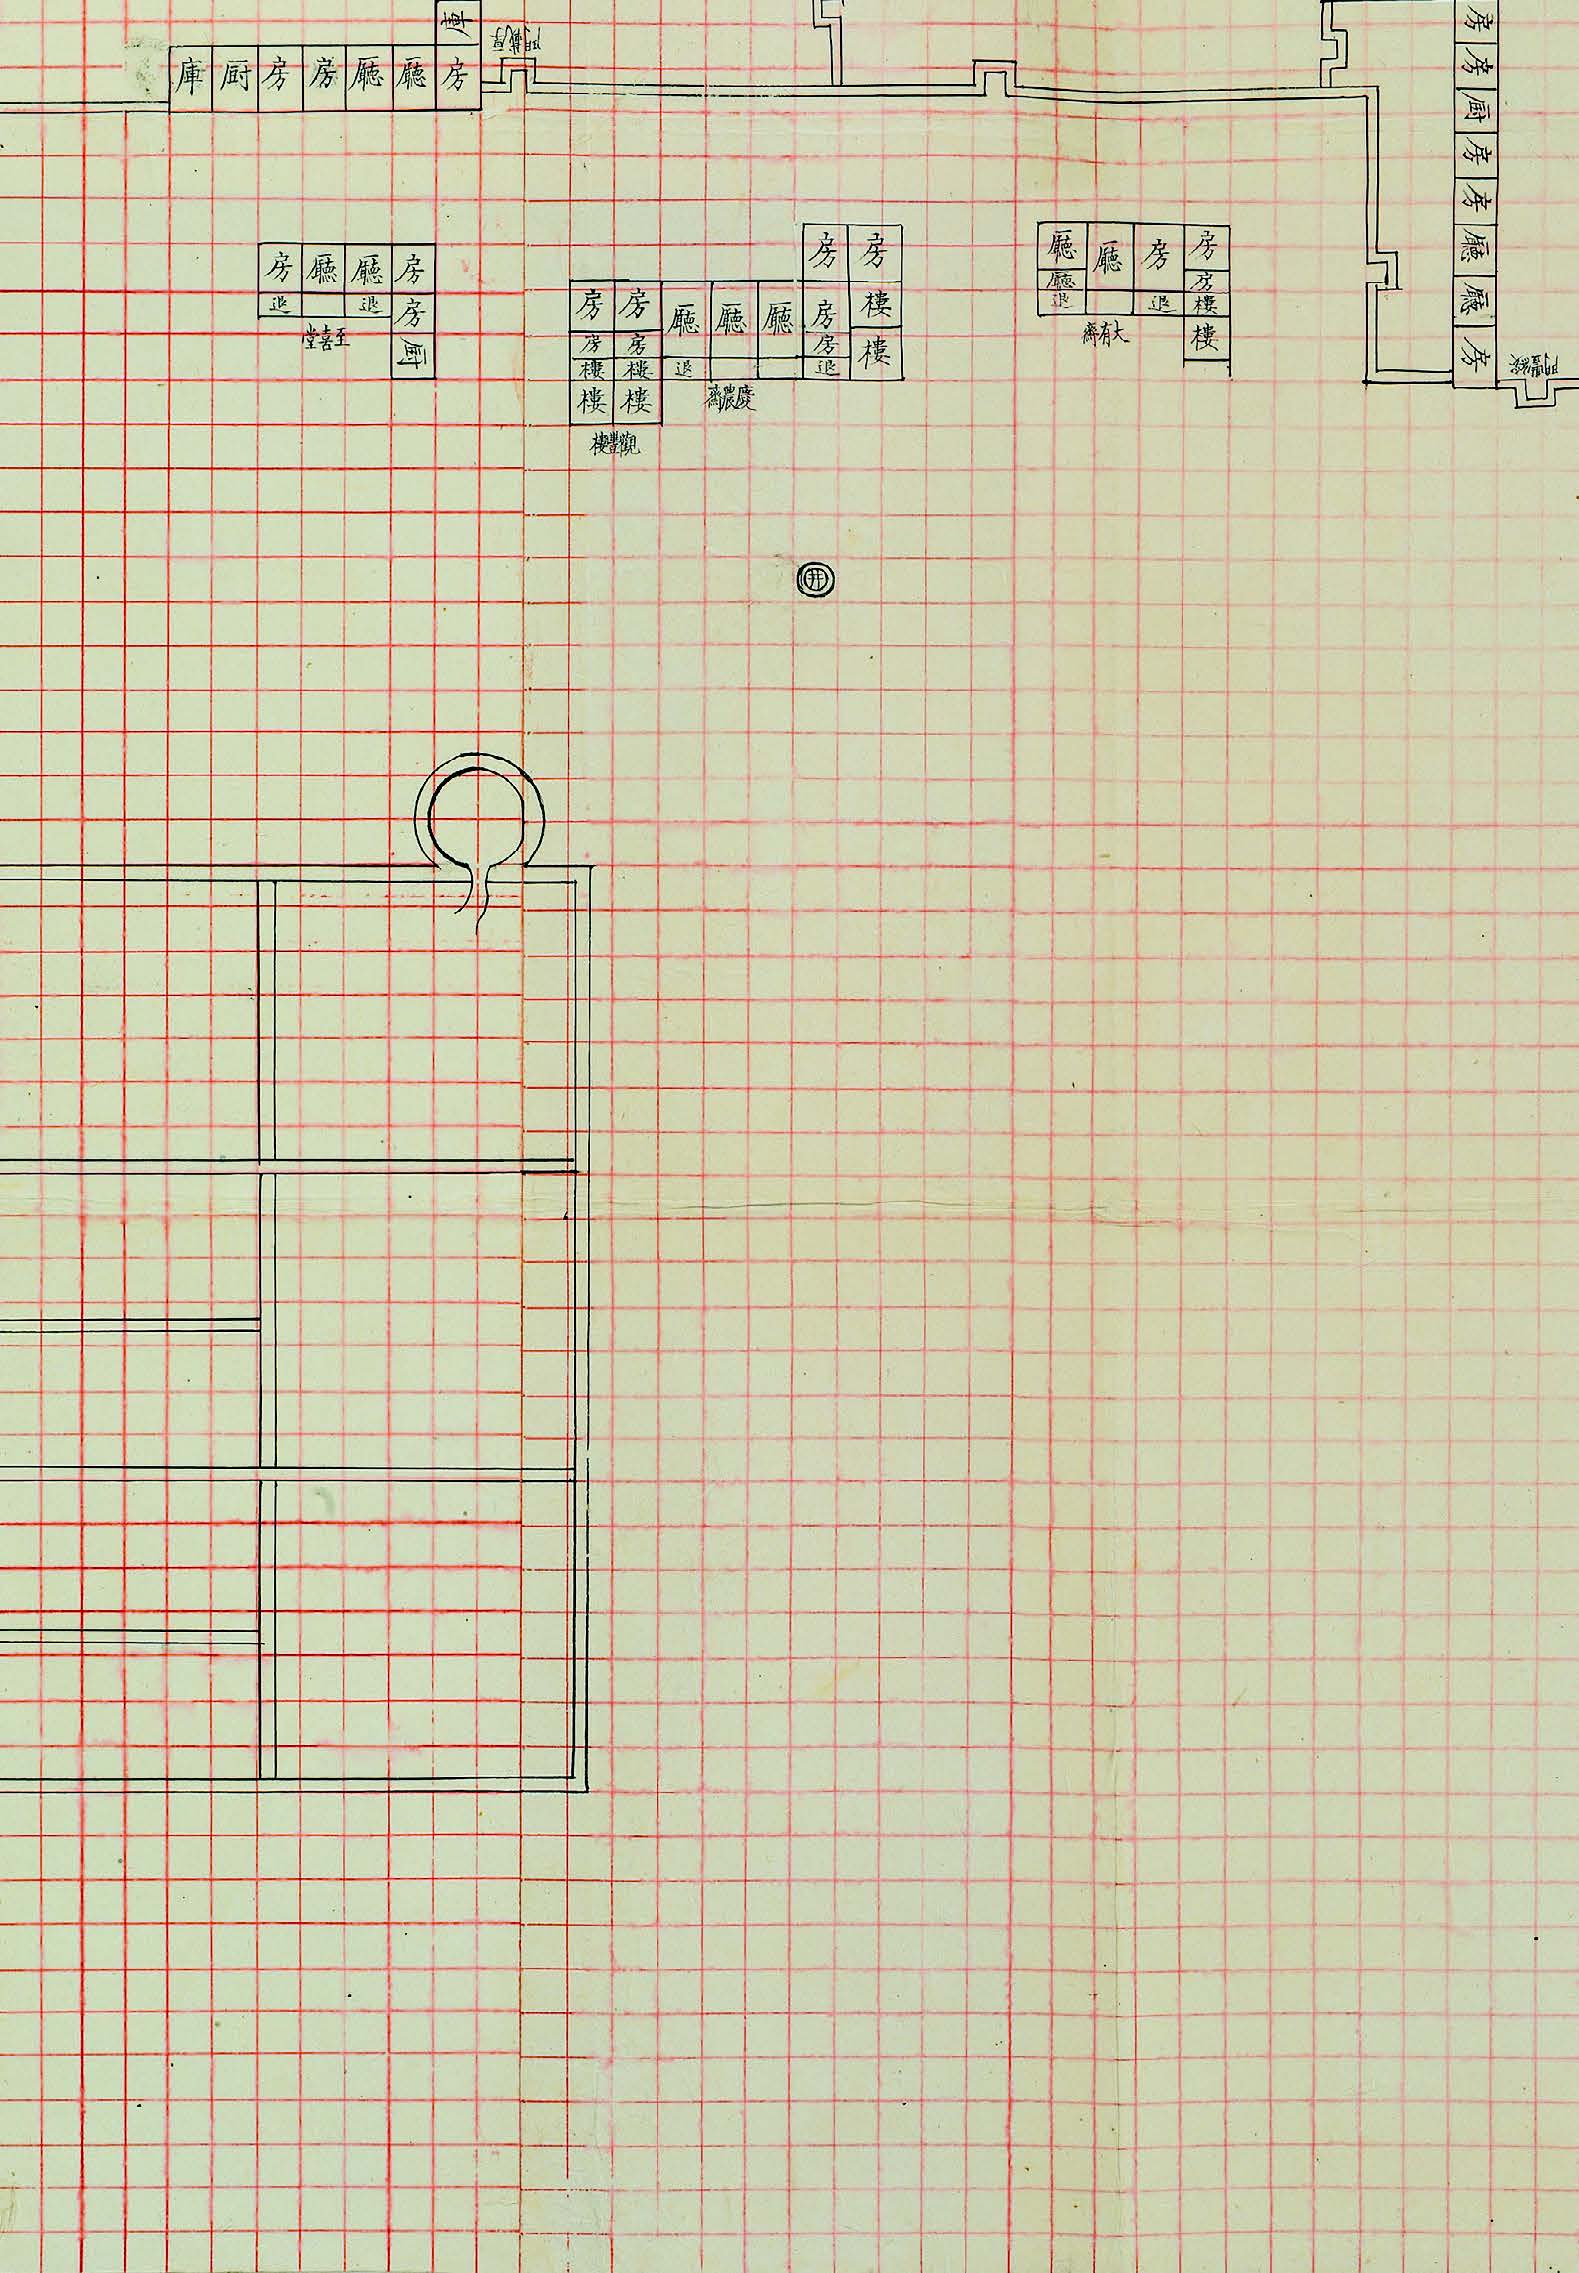 庫
庫 厨 房 房 廳 廳 房
門戴厚
房 廳 廳 房
退 退 房
厨
堂喜至
房 房
房 房 廳 廳 廳 房 樓
房 房 房 樓
樓 樓 退 退
樓 樓
齋農慶
樓豐觀
廳 廳 房 房
廳 房
退 退 樓
樓
齋有大
房
房
厨
房
房
廳
廳
房
井